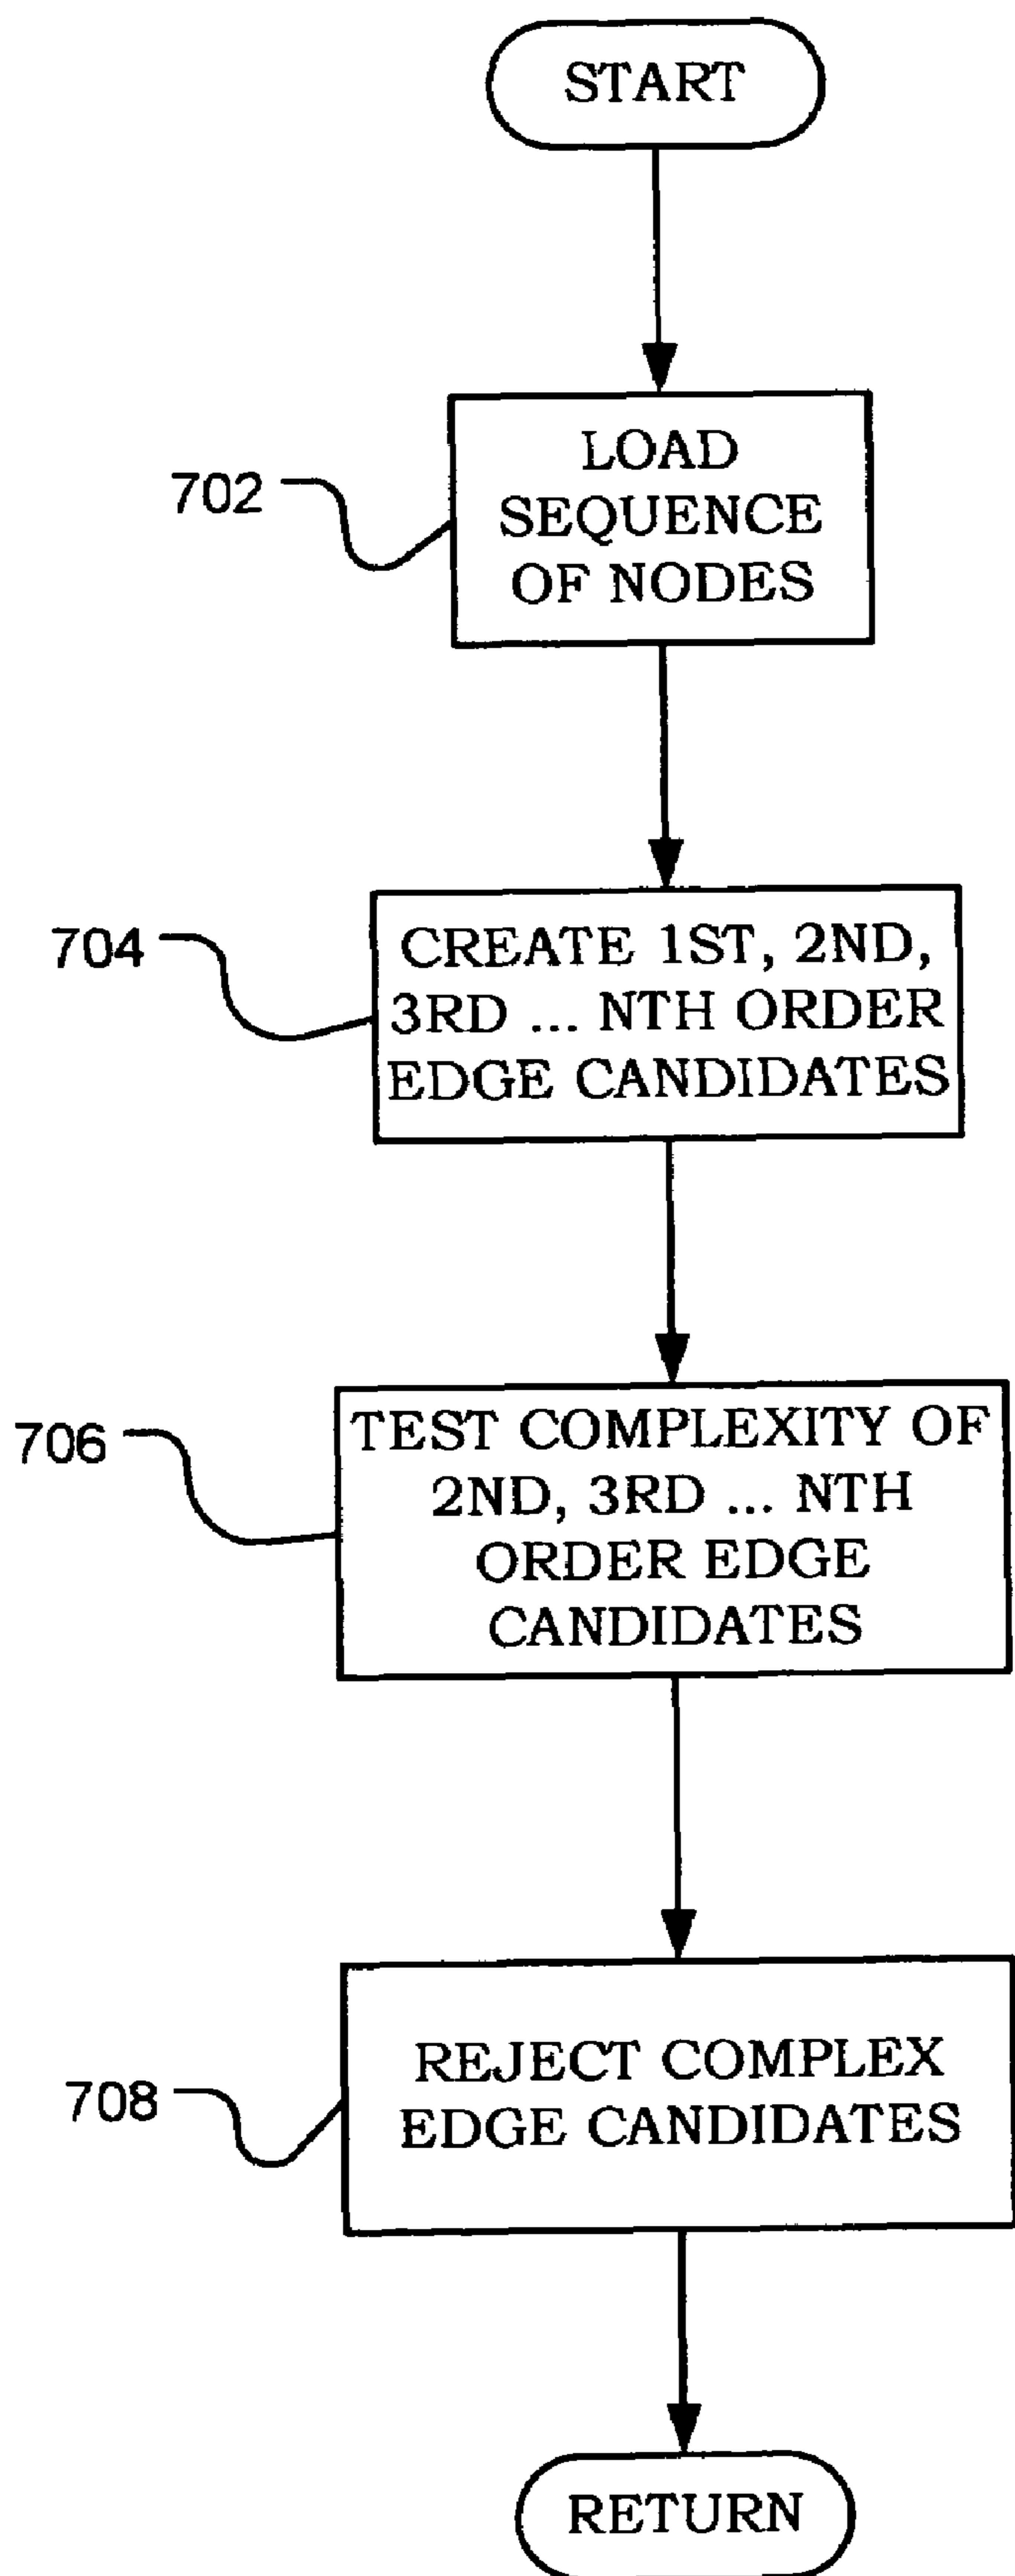 START
702
LOAD
SEQUENCE
OF NODES
704
CREATE 1ST, 2ND,
3RD ... NTH ORDER
EDGE CANDIDATES
706
TEST COMPLEXITY OF
2ND, 3RD ... NTH
ORDER EDGE
CANDIDATES
708
REJECT COMPLEX
EDGE CANDIDATES
RETURN